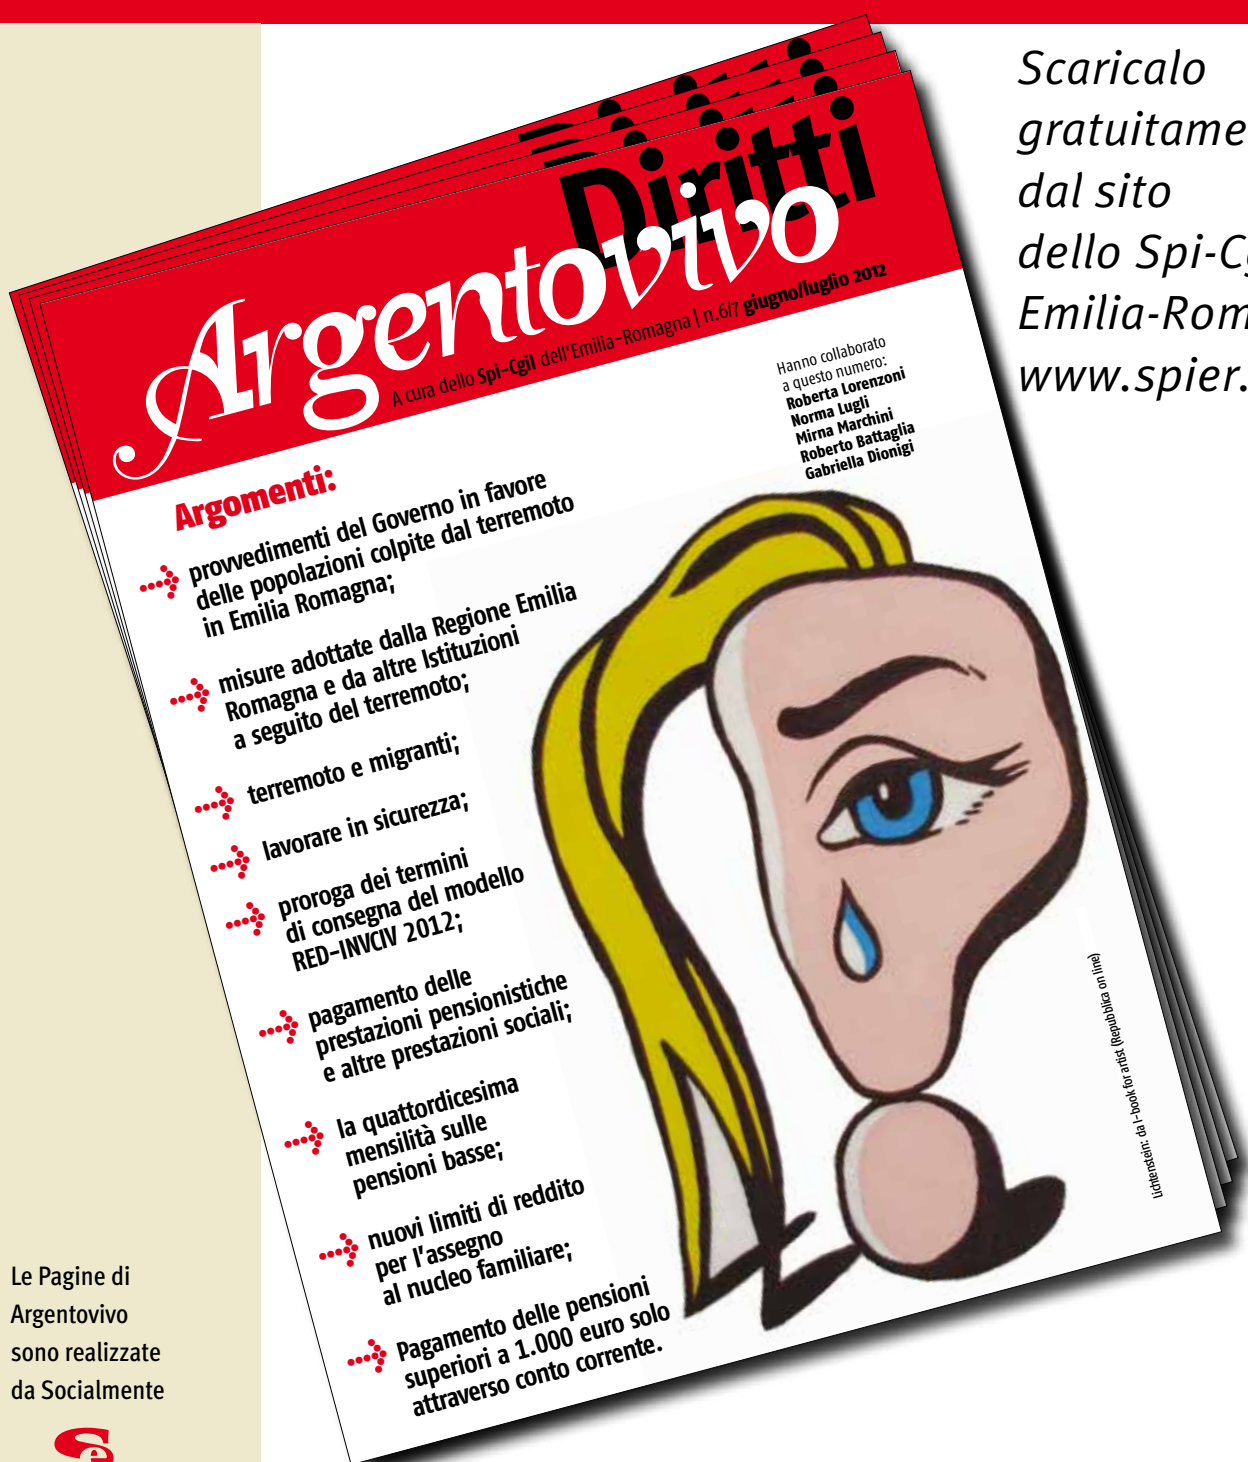 Scaricalo
dal sito
dello
Diritti
Argentovivo
A cura dello Spi-Cgil dell'Emilia-Romagna | n.6/7 giugno/luglio 2012
Hanno collaborato
a questo numero:
Roberta Lorenzoni
Norma Lugli
Mirna Marchini
Roberto Battaglia
Gabriella Dionigi
Argomenti:
provvedimenti del Governo in favore
delle popolazioni colpite dal terremoto
in Emilia Romagna;
misure adottate dalla Regione Emilia
Romagna e da altre Istituzioni
a seguito del terremoto;
terremoto e migranti;
lavorare in sicurezza;
proroga dei termini
di consegna del modello
RED-INVCIV 2012;
pagamento delle
prestazioni pensionistiche
e altre prestazioni sociali;
la quattordicesima
mensilità sulle
pensioni basse;
nuovi limiti di reddito
per l'assegno
al nucleo familiare;
Pagamento delle pensioni
superiori a 1.000 euro solo
attraverso conto corrente.
Lichtenstein: da I-book for artist (Repubblica on line)
Le Pagine di
Argentovivo
sono realizzate
da Socialmente